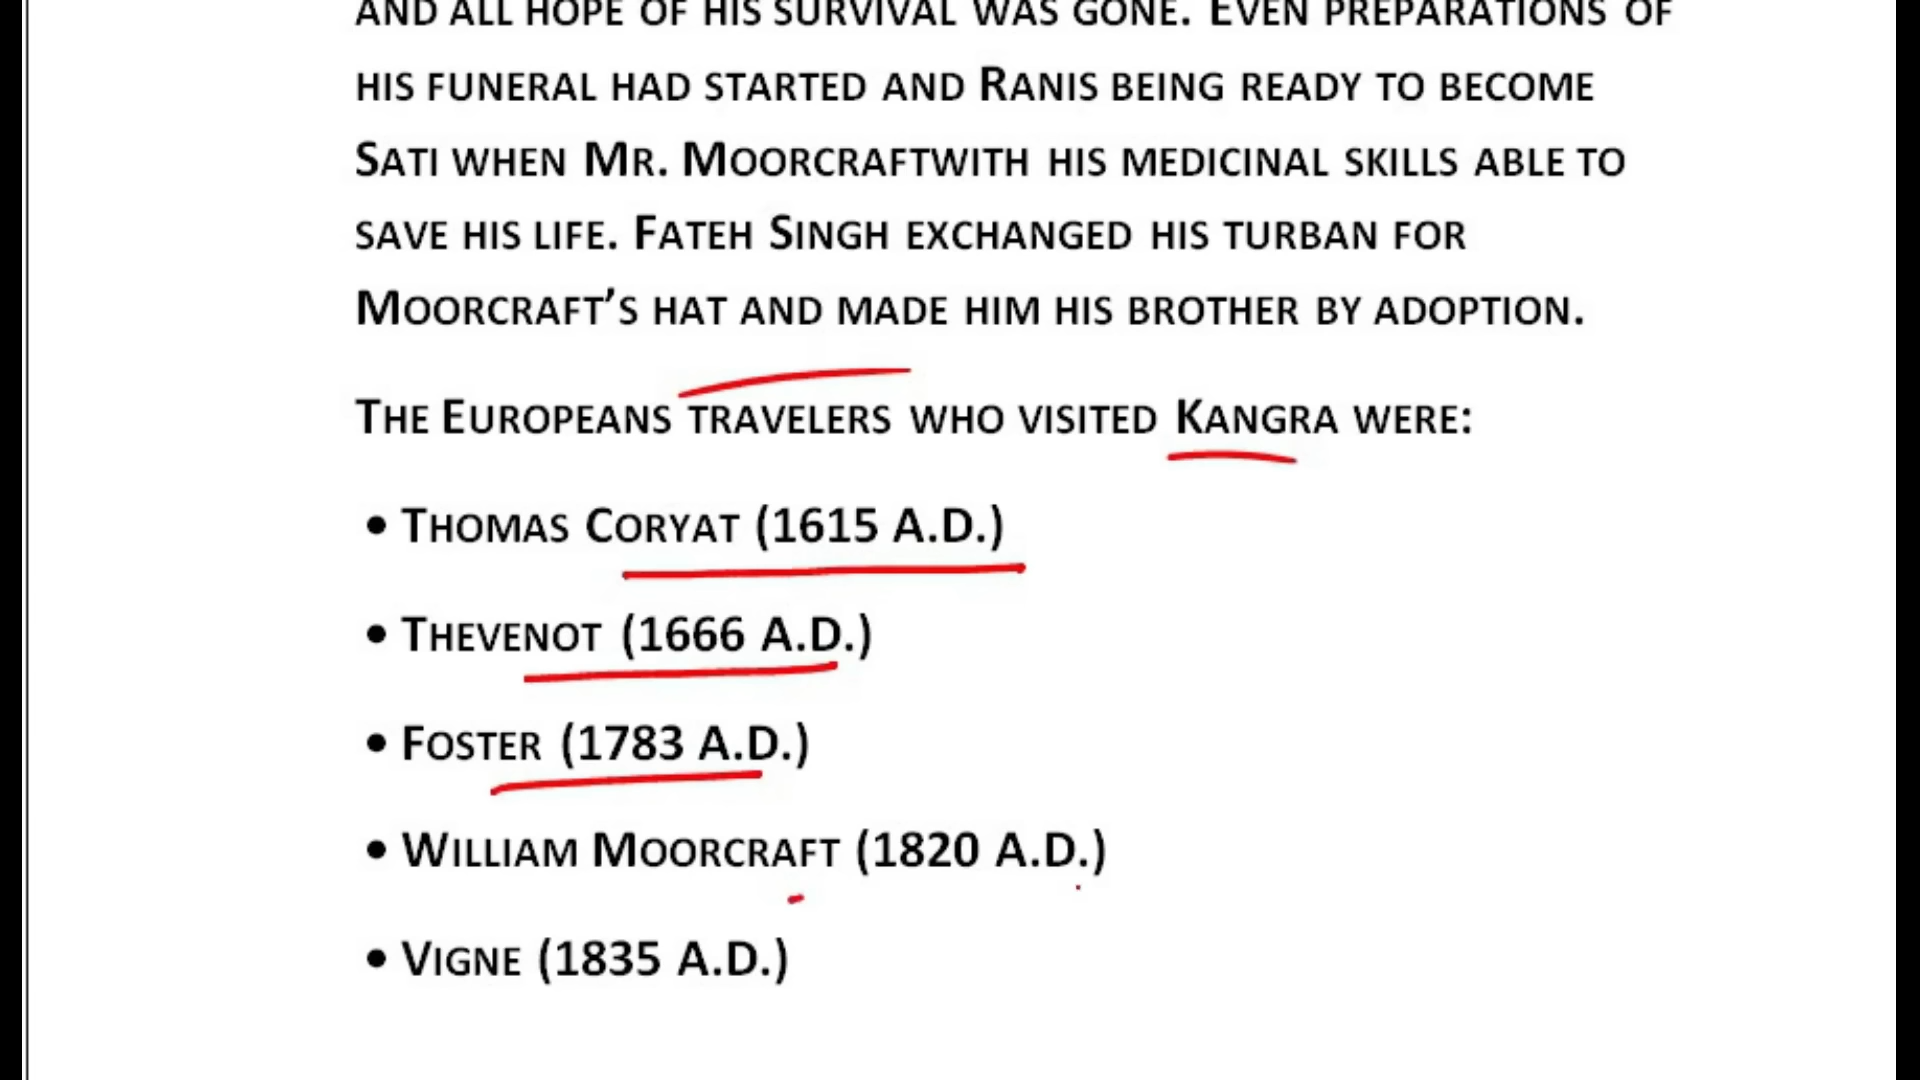 AND ALL HOPE OF HIS SURVIVAL WAS GONE. EVEN PREPARATIONS OF
HIS FUNERAL HAD STARTED AND RANIS BEING READY TO BECOME
SATI WHEN MR. MOORCRAFTWITH HIS MEDICINAL SKILLS ABLE TO
SAVE HIS LIFE. FATEH SINGH EXCHANGED HIS TURBAN FOR
MOORCRAFT’S HAT AND MADE HIM HIS BROTHER BY ADOPTION.
THE EUROPEANS TRAVELERS WHO VISITED KANGRA WERE:
• THOMAS CORYAT (1615 A.D.)
• THEVENOT (1666 A.D.)
• FOSTER (1783 A.D.)
• WILLIAM MOORCRAFT (1820 A.D.)
• VIGNE (1835 A.D.)